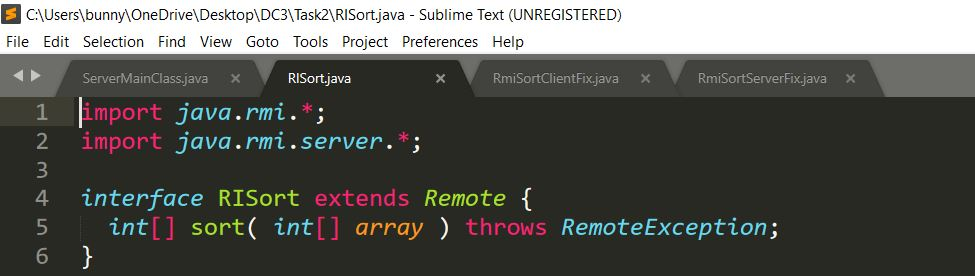 C:\Users\bunny\OneDrive\Desktop\DC3\Task2\RISort.java - Sublime Text (UNREGISTERED)
File Edit Selection Find View Goto Tools Project Preferences Help
ServerMainClass.java × RISort.java × RmiSortClientFix.java × RmiSortServerFix.java ×
1 import java.rmi.*;
2 import java.rmi.server.*;
3
4 interface RISort extends Remote {
5 int[] sort( int[] array ) throws RemoteException;
6 }